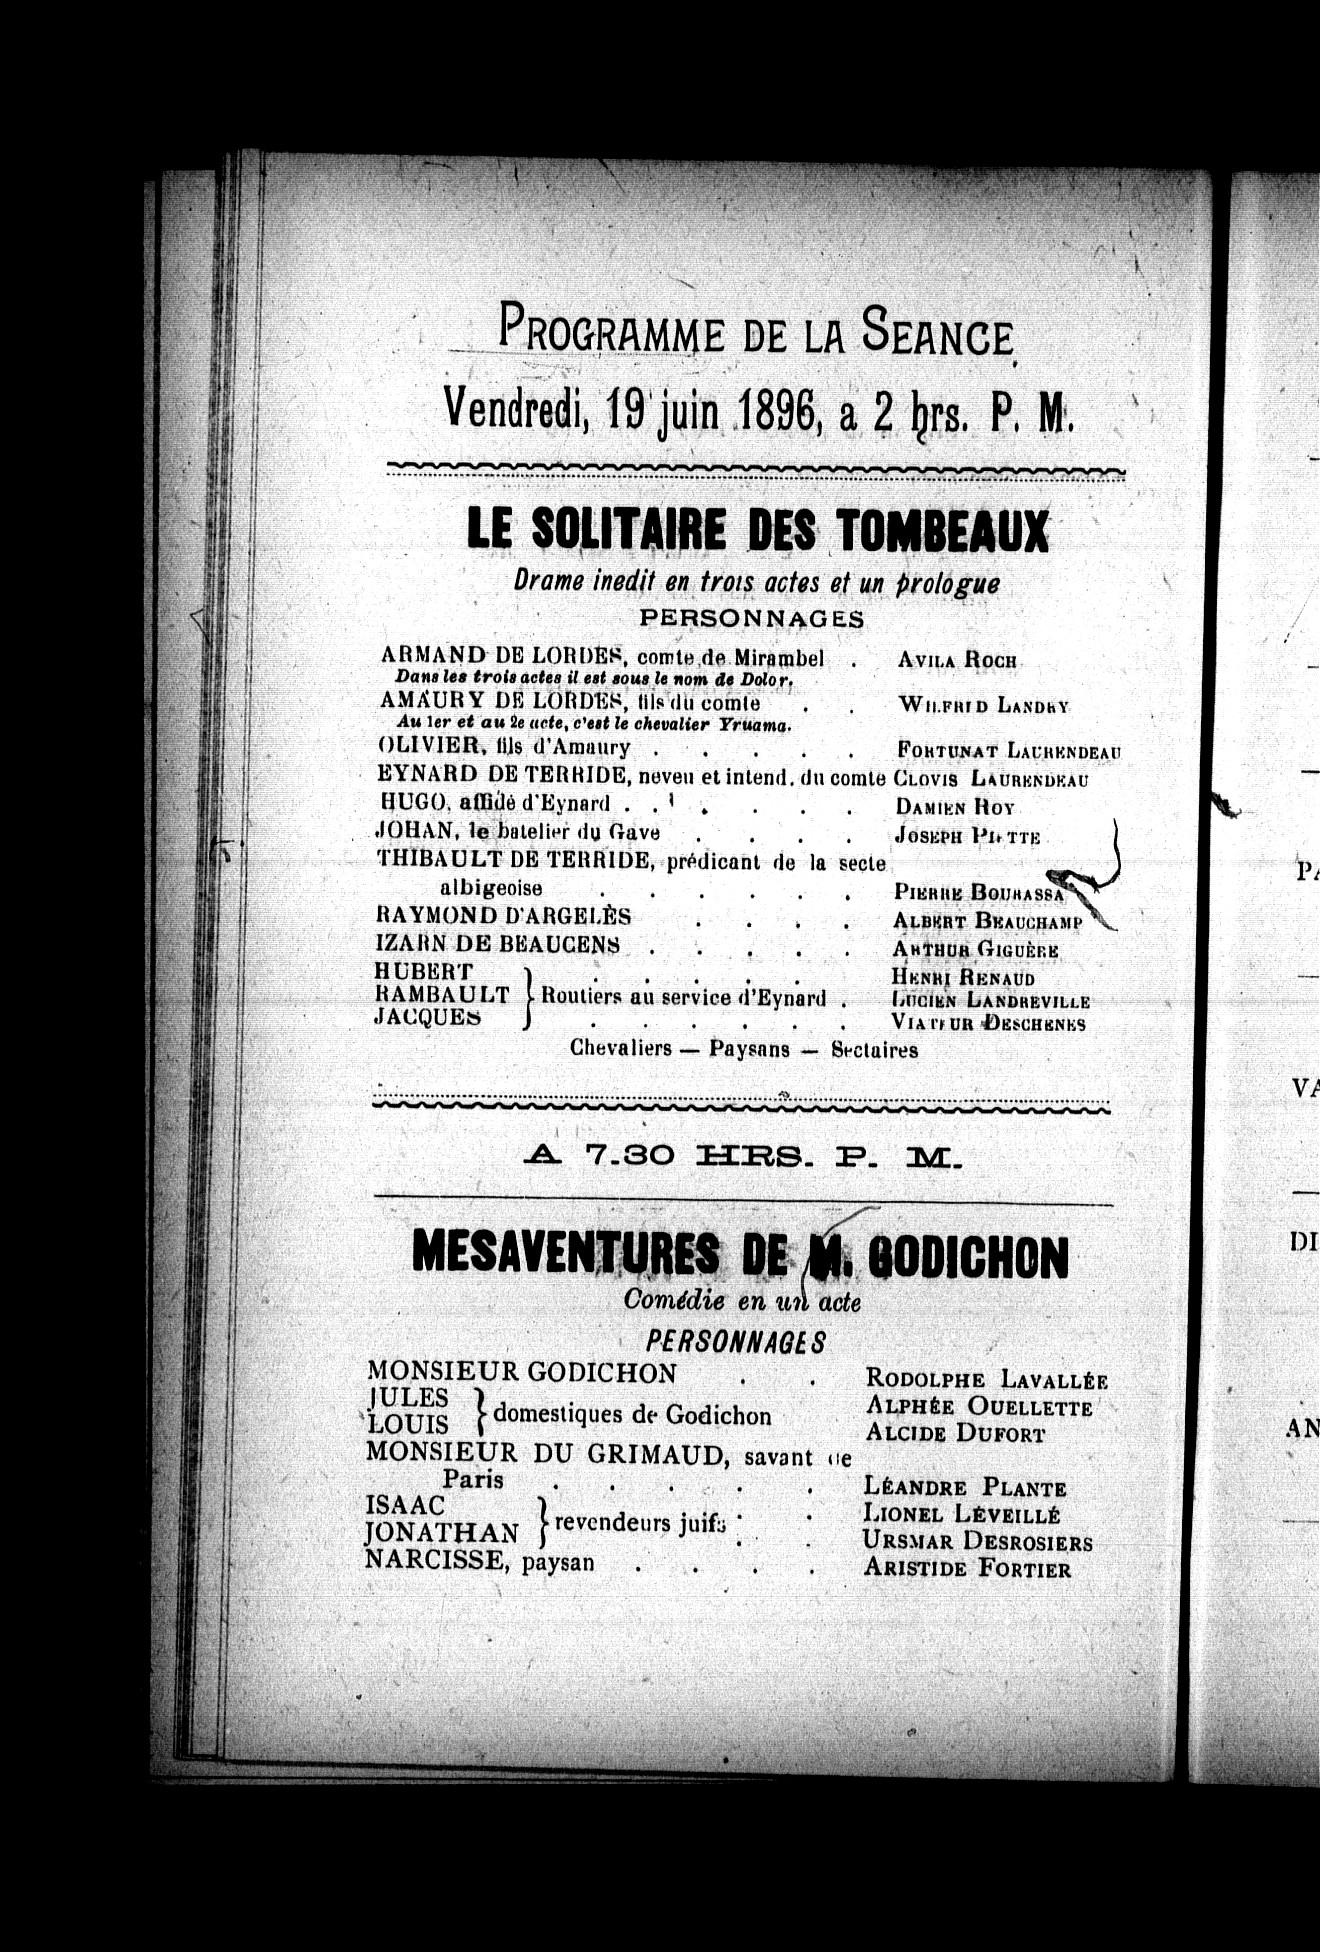 PROGRAMME DE LA SEANCE
Vendredi, 19 juin 1896, a 2 hrs. P. M.
LE SOLITAIRE DES TOMBEAUX
Drame inedit en trois actes et un prologue
PERSONNAGES
ARMAND DE LORDES, comte de Mirambel . AVILA ROCH
Dans les trois actes il est sous le nom de Dolor.
AMAURY DE LORDES, fils du comte . . WILFRID LANDRY
Au 1er et au 2e acte, c'est le chevalier Yruama.
OLIVIER, fils d'Amaury . . . . . FORTUNAT LAURENDEAU
EYNARD DE TERRIDE, neveu et intend. du comte CLOVIS LAURENDEAU
HUGO, affidé d'Eynard . . . . . . DAMIEN ROY
JOHAN, le batelier du Gave . . . . JOSEPH PIETTE
THIBAULT DE TERRIDE, prédicant de la secte
albigeoise . . . . . . PIERRE BOURASSA
RAYMOND D'ARGELÈS . . . . ALBERT BEAUCHAMP
IZARN DE BEAUCENS . . . . . ARTHUR GIGUÈRE
HUBERT . . . . . HENRI RENAUD
RAMBAULT } Routiers au service d'Eynard . LUCIEN LANDREVILLE
JACQUES . . . . . . VIATEUR DESCHENES
Chevaliers — Paysans — Sectaires
A 7.30 HRS. P. M.
MESAVENTURES DE M. GODICHON
Comédie en un acte
PERSONNAGES
MONSIEUR GODICHON . . RODOLPHE LAVALLÉE
JULES } domestiques de Godichon ALPHÉE OUELLETTE
LOUIS ALCIDE DUFORT
MONSIEUR DU GRIMAUD, savant de
Paris . . . . . LÉANDRE PLANTE
ISAAC } revendeurs juifs . . LIONEL LÉVEILLÉ
JONATHAN . . URSMAR DESROSIERS
NARCISSE, paysan . . . . ARISTIDE FORTIER
PA
VA
DI
AN